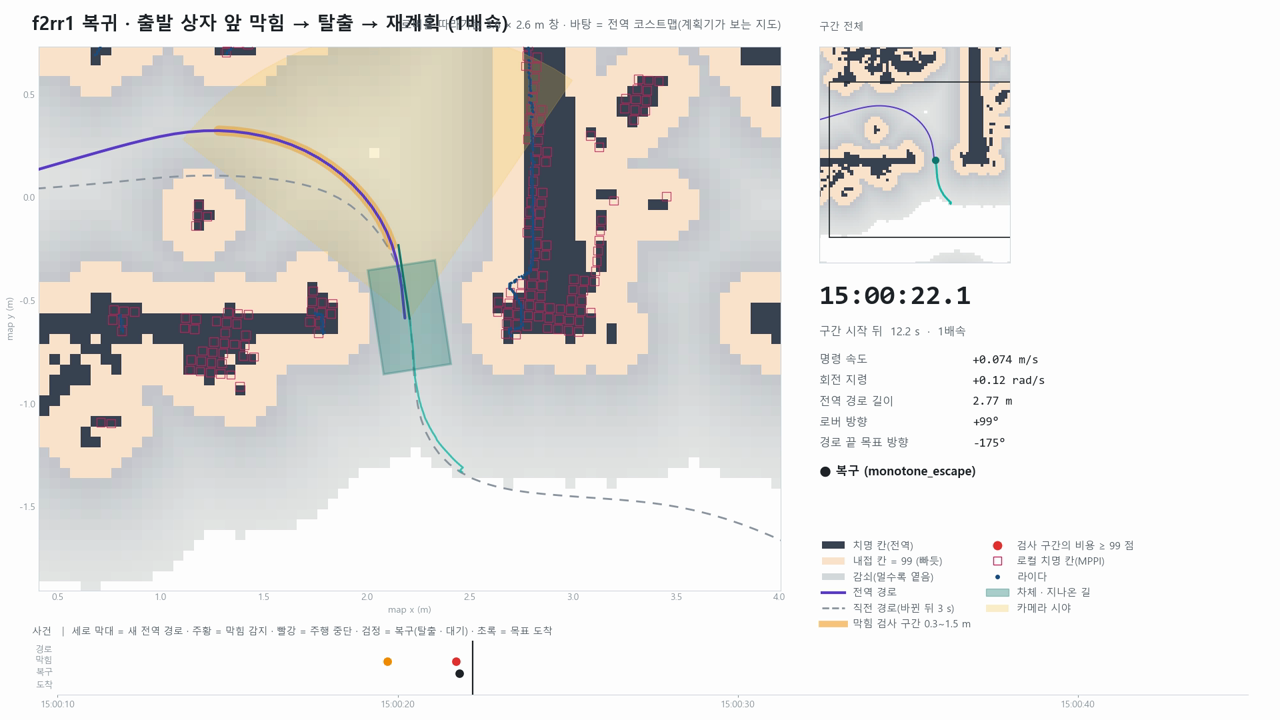 f2rr1 복귀 · 출발 상자 앞 막힘 → 탈출 → 재계획 (1배속)
× 2.6 m 창 · 바탕 = 전역 코스트맵(계획기가 보는 지도)
구간 전체
0.5
0.0
-0.5
-1.0
-1.5
map y (m)
0.5
1.0
1.5
2.0
2.5
3.0
3.5
4.0
map x (m)
15:00:22.1
구간 시작 뒤 12.2 s · 1배속
명령 속도 +0.074 m/s
회전 지령 +0.12 rad/s
전역 경로 길이 2.77 m
로버 방향 +99°
경로 끝 목표 방향 -175°
● 복구 (monotone_escape)
치명 칸(전역)
내접 칸 = 99 (빠듯)
감쇠(멀수록 옅음)
전역 경로
직전 경로(바뀐 뒤 3 s)
막힘 검사 구간 0.3~1.5 m
검사 구간의 비용 ≥ 99 점
로컬 치명 칸(MPPI)
라이다
차체 · 지나온 길
카메라 시야
사건 | 세로 막대 = 새 전역 경로 · 주황 = 막힘 감지 · 빨강 = 주행 중단 · 검정 = 복구(탈출 · 대기) · 초록 = 목표 도착
경로
막힘
복구
도착
15:00:10
15:00:20
15:00:30
15:00:40